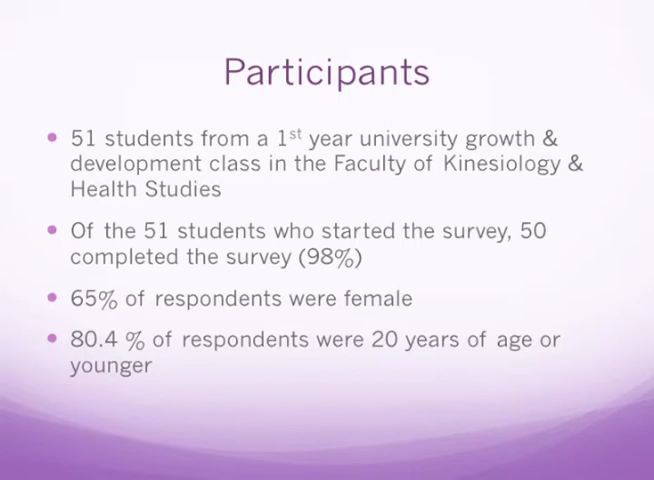 Participants
• 51 students from a 1st year university growth &
development class in the Faculty of Kinesiology &
Health Studies
• Of the 51 students who started the survey, 50
completed the survey (98%)
• 65% of respondents were female
• 80.4 % of respondents were 20 years of age or
younger